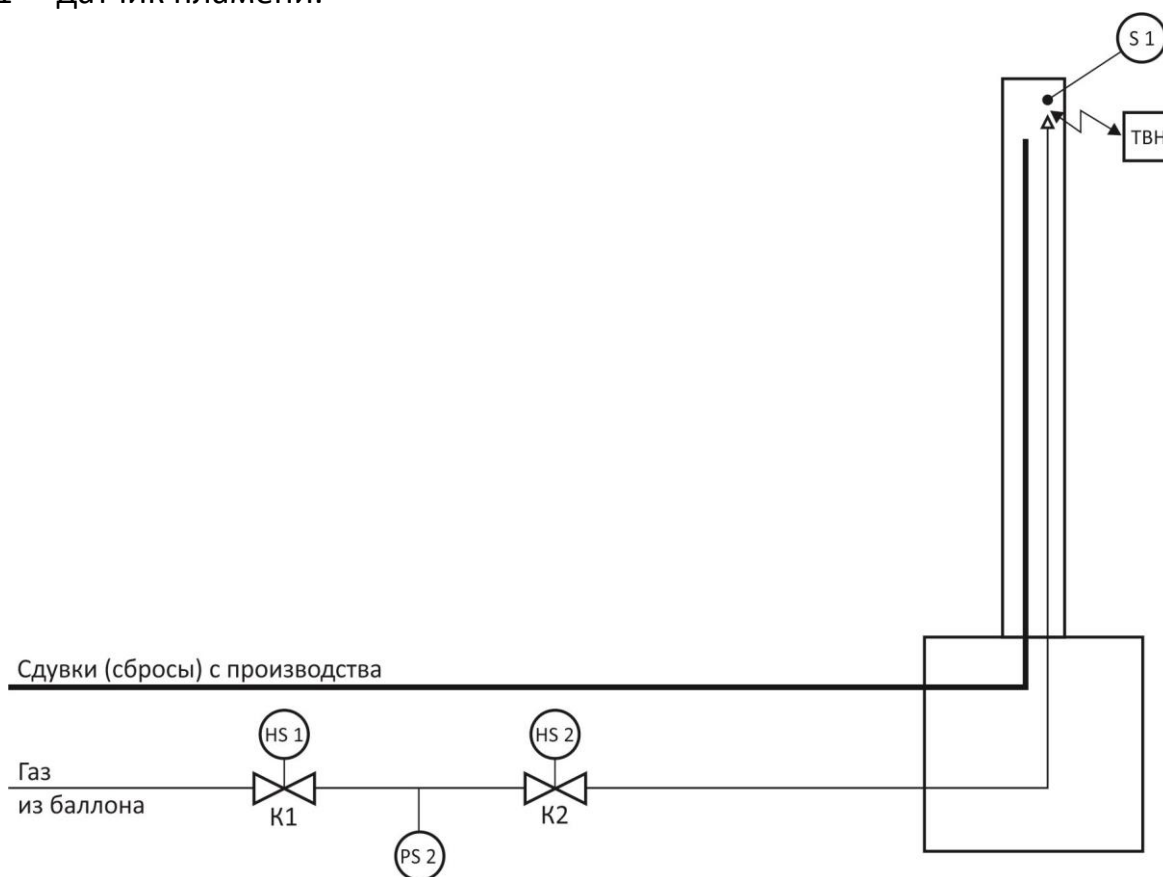 S 1
ТВН
Сдувки (сбросы) с производства
HS 1
HS 2
Газ
из баллона
К1
К2
PS 2